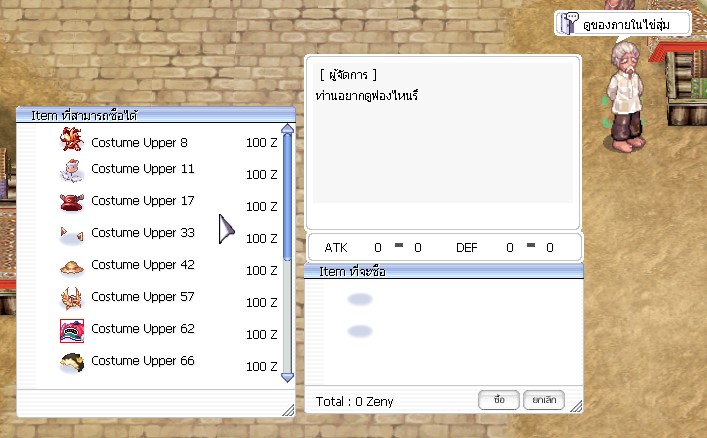 ดูของภายในไข่สุ่ม
[ ผู้จัดการ ]
ท่านอยากดูฟองไหนรึ
Item ที่สามารถซื้อได้
Costume Upper 8 100 Z
Costume Upper 11 100 Z
Costume Upper 17 100 Z
Costume Upper 33 100 Z
Costume Upper 42 100 Z
Costume Upper 57 100 Z
Costume Upper 62 100 Z
Costume Upper 66 100 Z
ATK 0 = 0 DEF 0 = 0
Item ที่จะซื้อ
Total : 0 Zeny
ซื้อ ยกเลิก